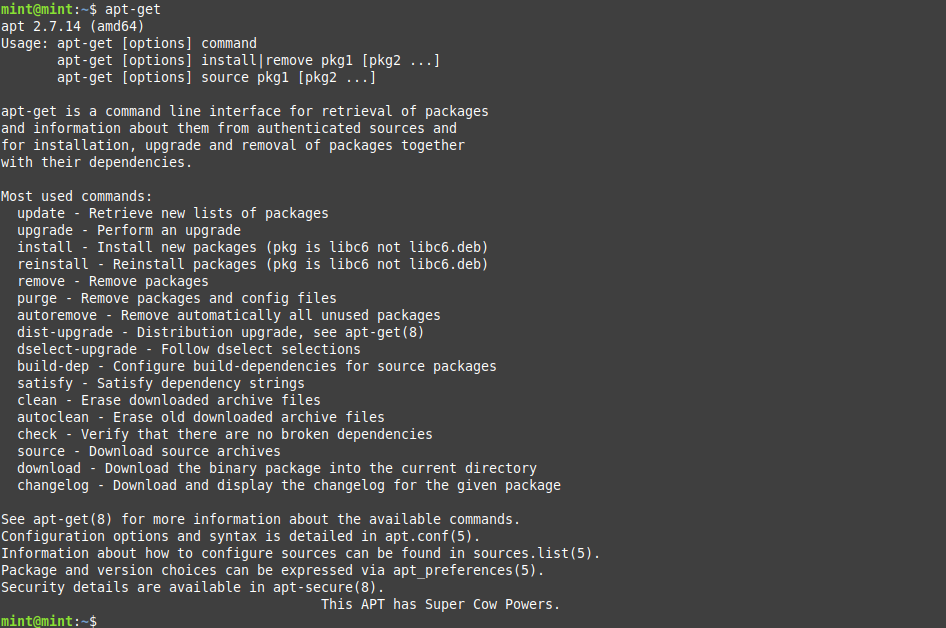 mint@mint:~$ apt-get
apt 2.7.14 (amd64)
Usage: apt-get [options] command
       apt-get [options] install|remove pkg1 [pkg2 ...]
       apt-get [options] source pkg1 [pkg2 ...]

apt-get is a command line interface for retrieval of packages
and information about them from authenticated sources and
for installation, upgrade and removal of packages together
with their dependencies.

Most used commands:
  update - Retrieve new lists of packages
  upgrade - Perform an upgrade
  install - Install new packages (pkg is libc6 not libc6.deb)
  reinstall - Reinstall packages (pkg is libc6 not libc6.deb)
  remove - Remove packages
  purge - Remove packages and config files
  autoremove - Remove automatically all unused packages
  dist-upgrade - Distribution upgrade, see apt-get(8)
  dselect-upgrade - Follow dselect selections
  build-dep - Configure build-dependencies for source packages
  satisfy - Satisfy dependency strings
  clean - Erase downloaded archive files
  autoclean - Erase old downloaded archive files
  check - Verify that there are no broken dependencies
  source - Download source archives
  download - Download the binary package into the current directory
  changelog - Download and display the changelog for the given package

See apt-get(8) for more information about the available commands.
Configuration options and syntax is detailed in apt.conf(5).
Information about how to configure sources can be found in sources.list(5).
Package and version choices can be expressed via apt_preferences(5).
Security details are available in apt-secure(8).
                                        This APT has Super Cow Powers.
mint@mint:~$